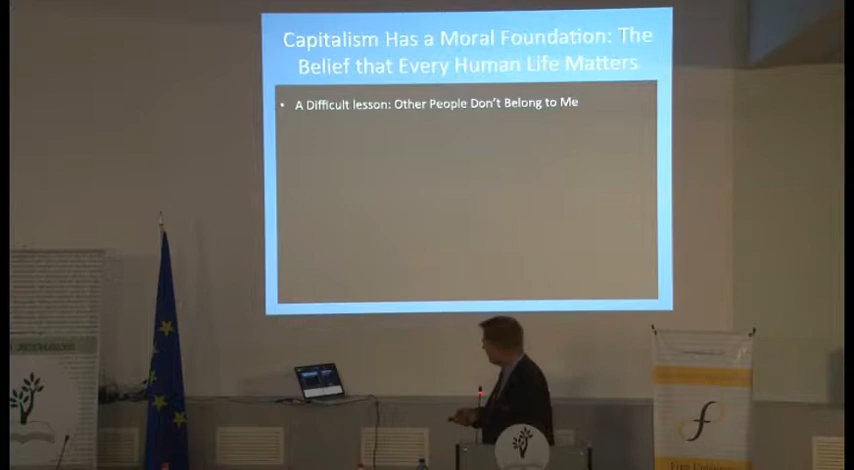 Capitalism Has a Moral Foundation: The
Belief that Every Human Life Matters
• A Difficult lesson: Other People Don't Belong to Me
f